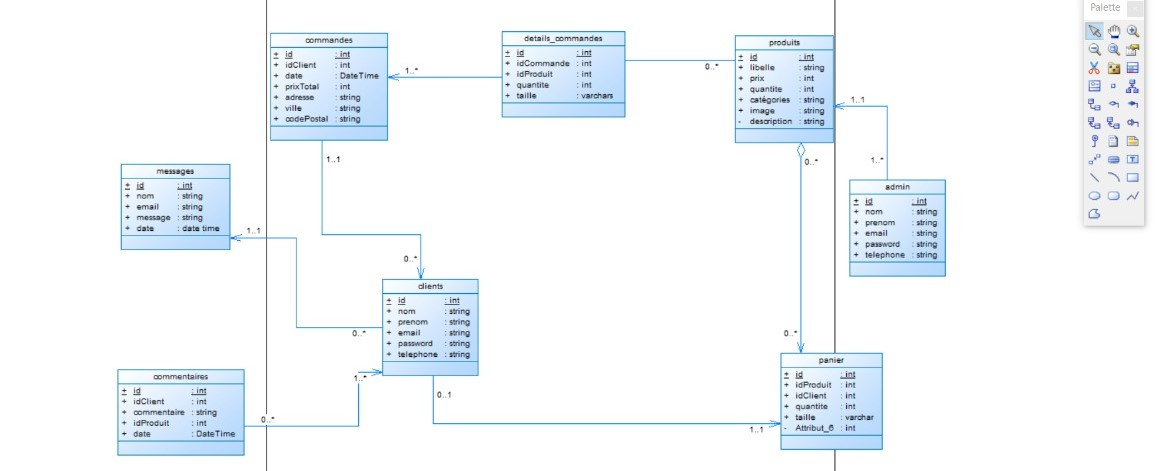 Palette
commandes
+ id : int
+ idClient : int
+ date : DateTime
+ prixTotal : int
+ adresse : string
+ ville : string
+ codePostal : string
details_commandes
+ id : int
+ idCommande : int
+ idProduit : int
+ quantite : int
+ taille : varchars
produits
+ id : int
+ libelle : string
+ prix : int
+ quantite : int
+ catégories : string
+ image : string
- description : string
1..*
0..*
1..1
1..*
0..*
1..1
messages
+ id : int
+ nom : string
+ email : string
+ message : string
+ date : date time
admin
+ id : int
+ nom : string
+ prenom : string
+ email : string
+ password : string
+ telephone : string
1..1
0..*
clients
+ id : int
+ nom : string
+ prenom : string
+ email : string
+ password : string
+ telephone : string
0..*
0..*
1..*
0..1
commentaires
+ id : int
+ idClient : int
+ commentaire : string
+ idProduit : int
+ date : DateTime
0..*
panier
+ id : int
+ idProduit : int
+ idClient : int
+ quantite : int
+ taille : varchar
- Attribut_6 : int
1..1